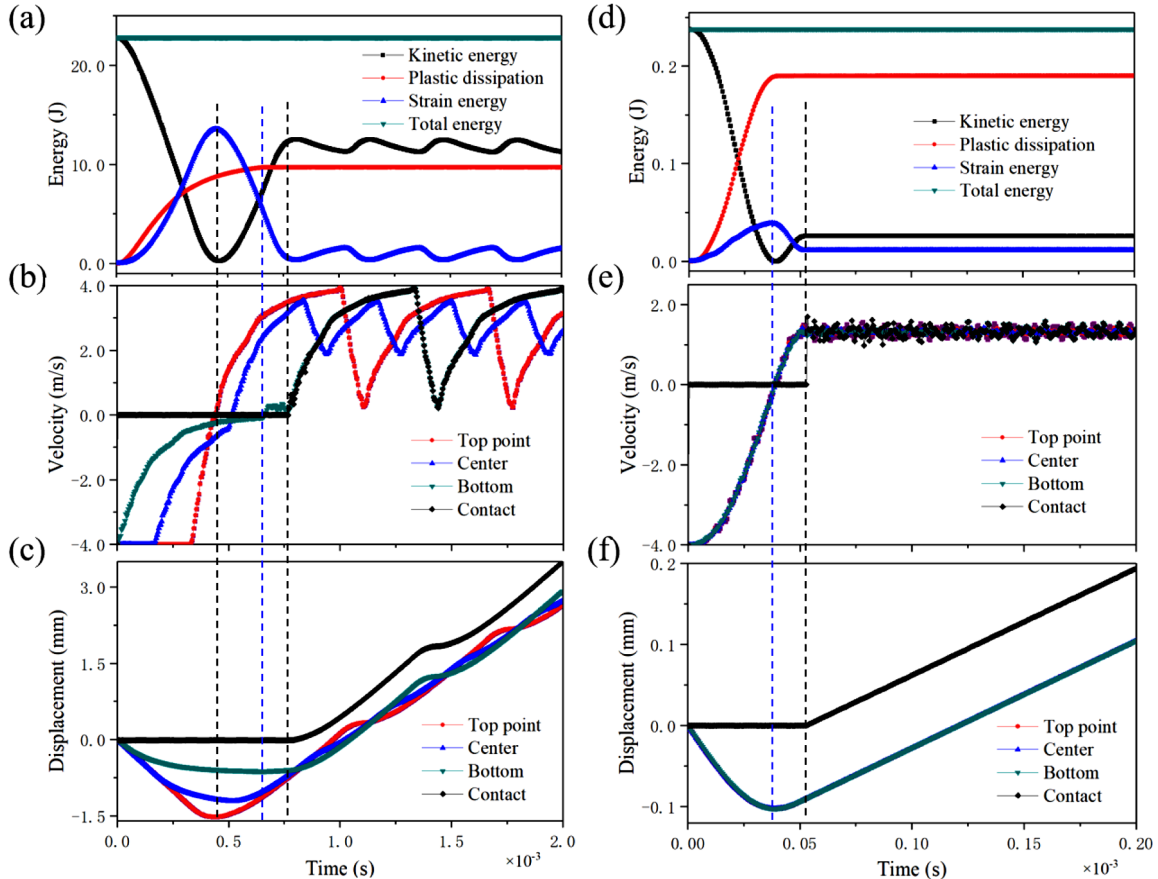 (a)
Energy (J)
20.0
10.0
0.0
Kinetic energy
Plastic dissipation
Strain energy
Total energy
(b)
Velocity (m/s)
4.0
2.0
0.0
-2.0
-4.0
Top point
Center
Bottom
Contact
(c)
Displacement (mm)
3.0
1.5
0.0
-1.5
Top point
Center
Bottom
Contact
0.0 0.5 1.0 1.5 2.0
Time (s)
×10⁻³
(d)
Energy (J)
0.2
0.1
0.0
Kinetic energy
Plastic dissipation
Strain energy
Total energy
(e)
Velocity (m/s)
2.0
0.0
-2.0
-4.0
Top point
Center
Bottom
Contact
(f)
Displacement (mm)
0.2
0.1
0.0
-0.1
Top point
Center
Bottom
Contact
0.00 0.05 0.10 0.15 0.20
Time (s)
×10⁻³